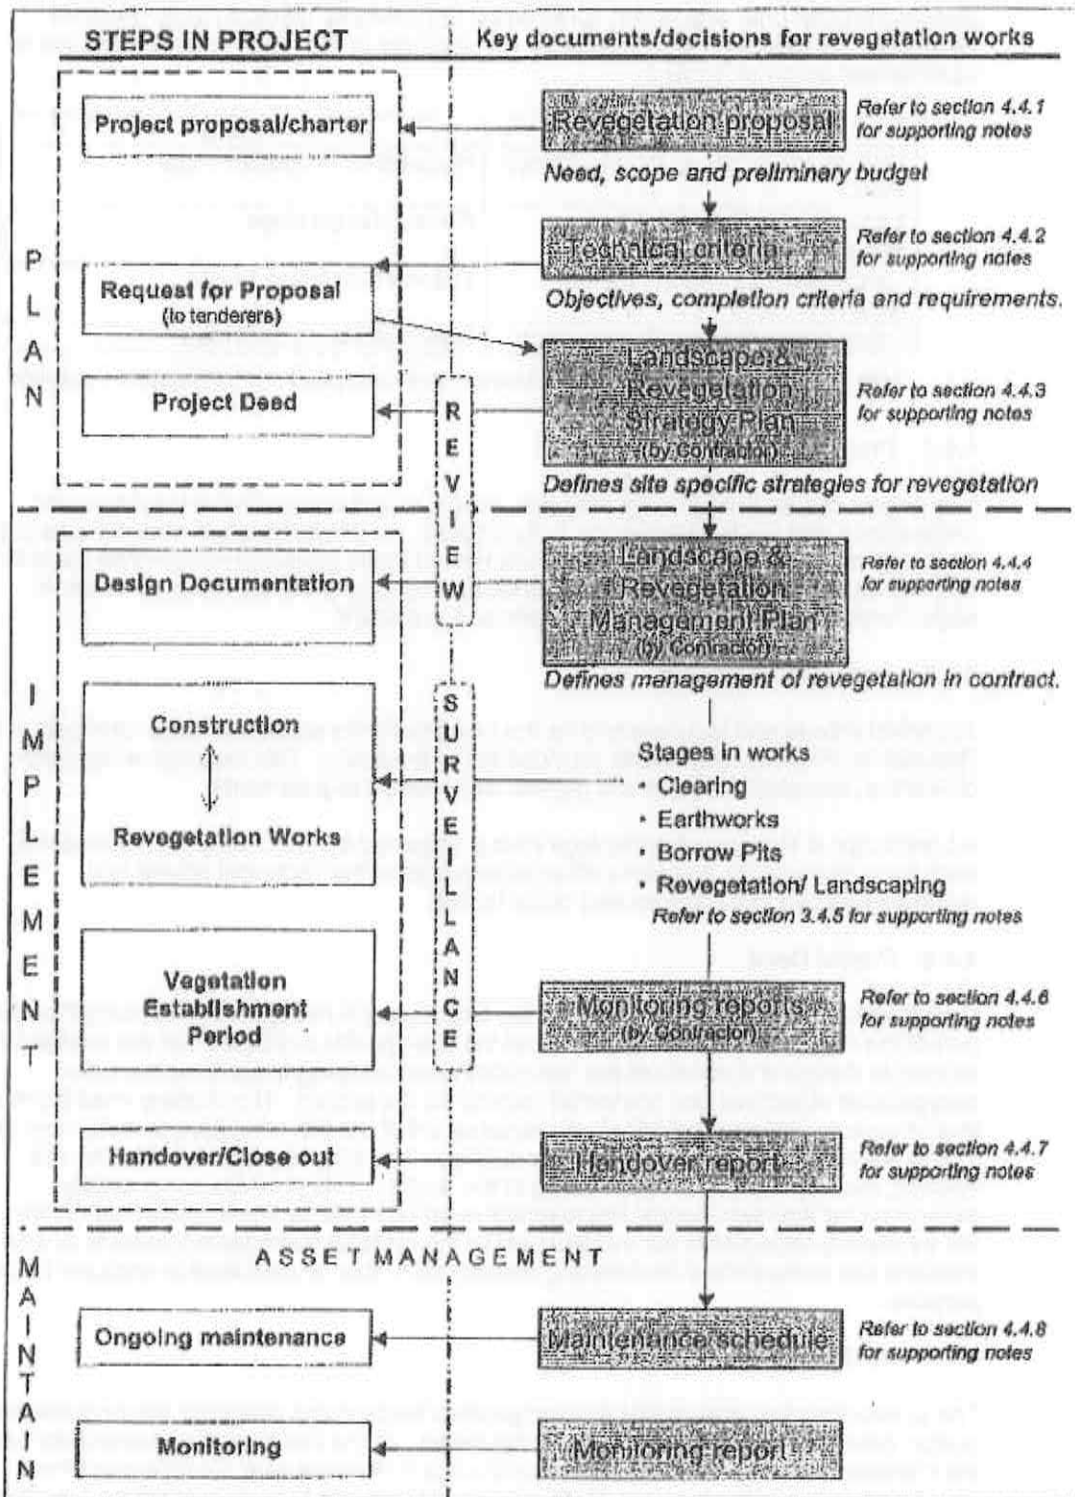 STEPS IN PROJECT
Key documents/decisions for revegetation works
PLAN
Project proposal/charter
Revegetation proposal
Refer to section 4.4.1
for supporting notes
Need, scope and preliminary budget
Technical criteria
Refer to section 4.4.2
for supporting notes
Request for Proposal
(to tenderers)
Objectives, completion criteria and requirements.
Landscape &
Revegetation
Strategy Plan
(by Contractor)
Refer to section 4.4.3
for supporting notes
Project Deed
REVIEW
Defines site specific strategies for revegetation
IMPLEMENT
Design Documentation
Landscape &
Revegetation
Management Plan
(by Contractor)
Refer to section 4.4.4
for supporting notes
Defines management of revegetation in contract.
SURVEILLANCE
Construction
Revegetation Works
Stages in works
• Clearing
• Earthworks
• Borrow Pits
• Revegetation/ Landscaping
Refer to section 3.4.5 for supporting notes
Vegetation
Establishment
Period
Monitoring reports
(by Contractor)
Refer to section 4.4.6
for supporting notes
Handover/Close out
Handover report
Refer to section 4.4.7
for supporting notes
MAINTAIN
ASSET MANAGEMENT
Ongoing maintenance
Maintenance schedule
Refer to section 4.4.8
for supporting notes
Monitoring
Monitoring report